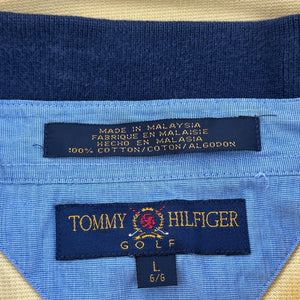 MADE IN MALAYSIA
FABRIQUE EN MALAISIE
HECHO EN MALASIA
100% COTTON/COTON/ALGODON
TOMMY HILFIGER
GOLF
L
G/G